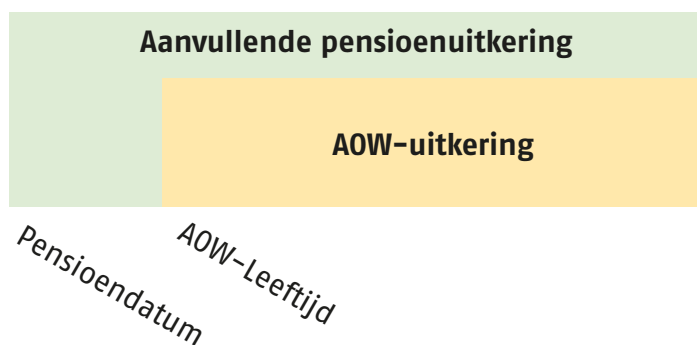 Aanvullende pensioenuitkering
AOW-uitkering
Pensioendatum
AOW-Leeftijd